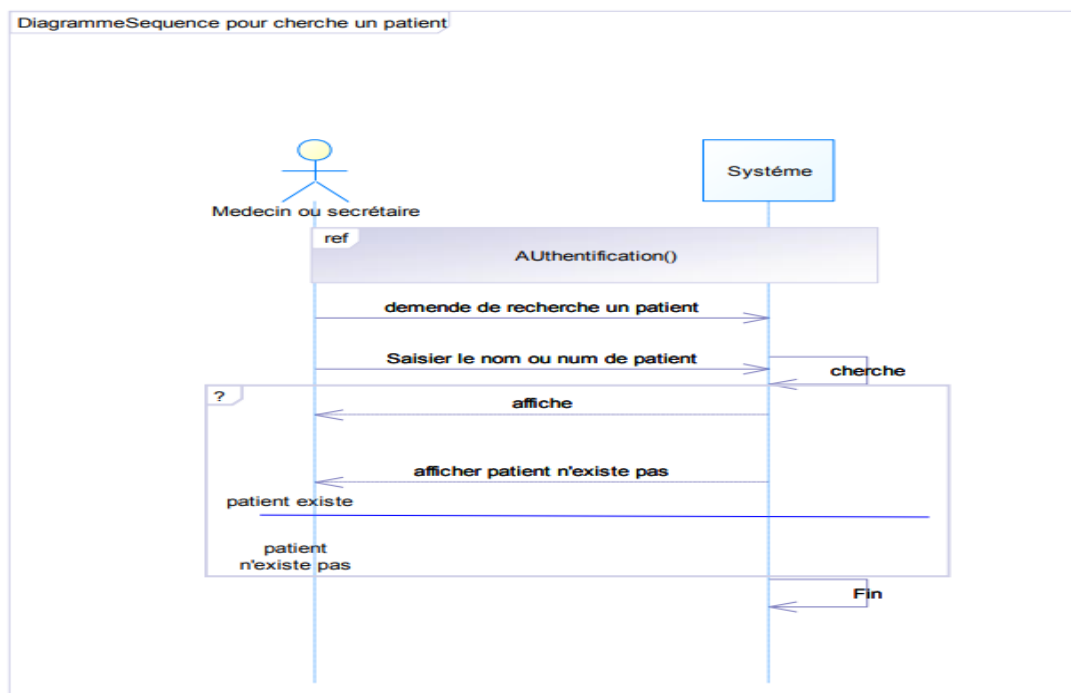 DiagrammeSequence pour cherche un patient
Systéme
Medecin ou secrétaire
ref
AUthentification()
demende de recherche un patient
Saisier le nom ou num de patient
cherche
?
affiche
afficher patient n'existe pas
patient existe
patient
n'existe pas
Fin